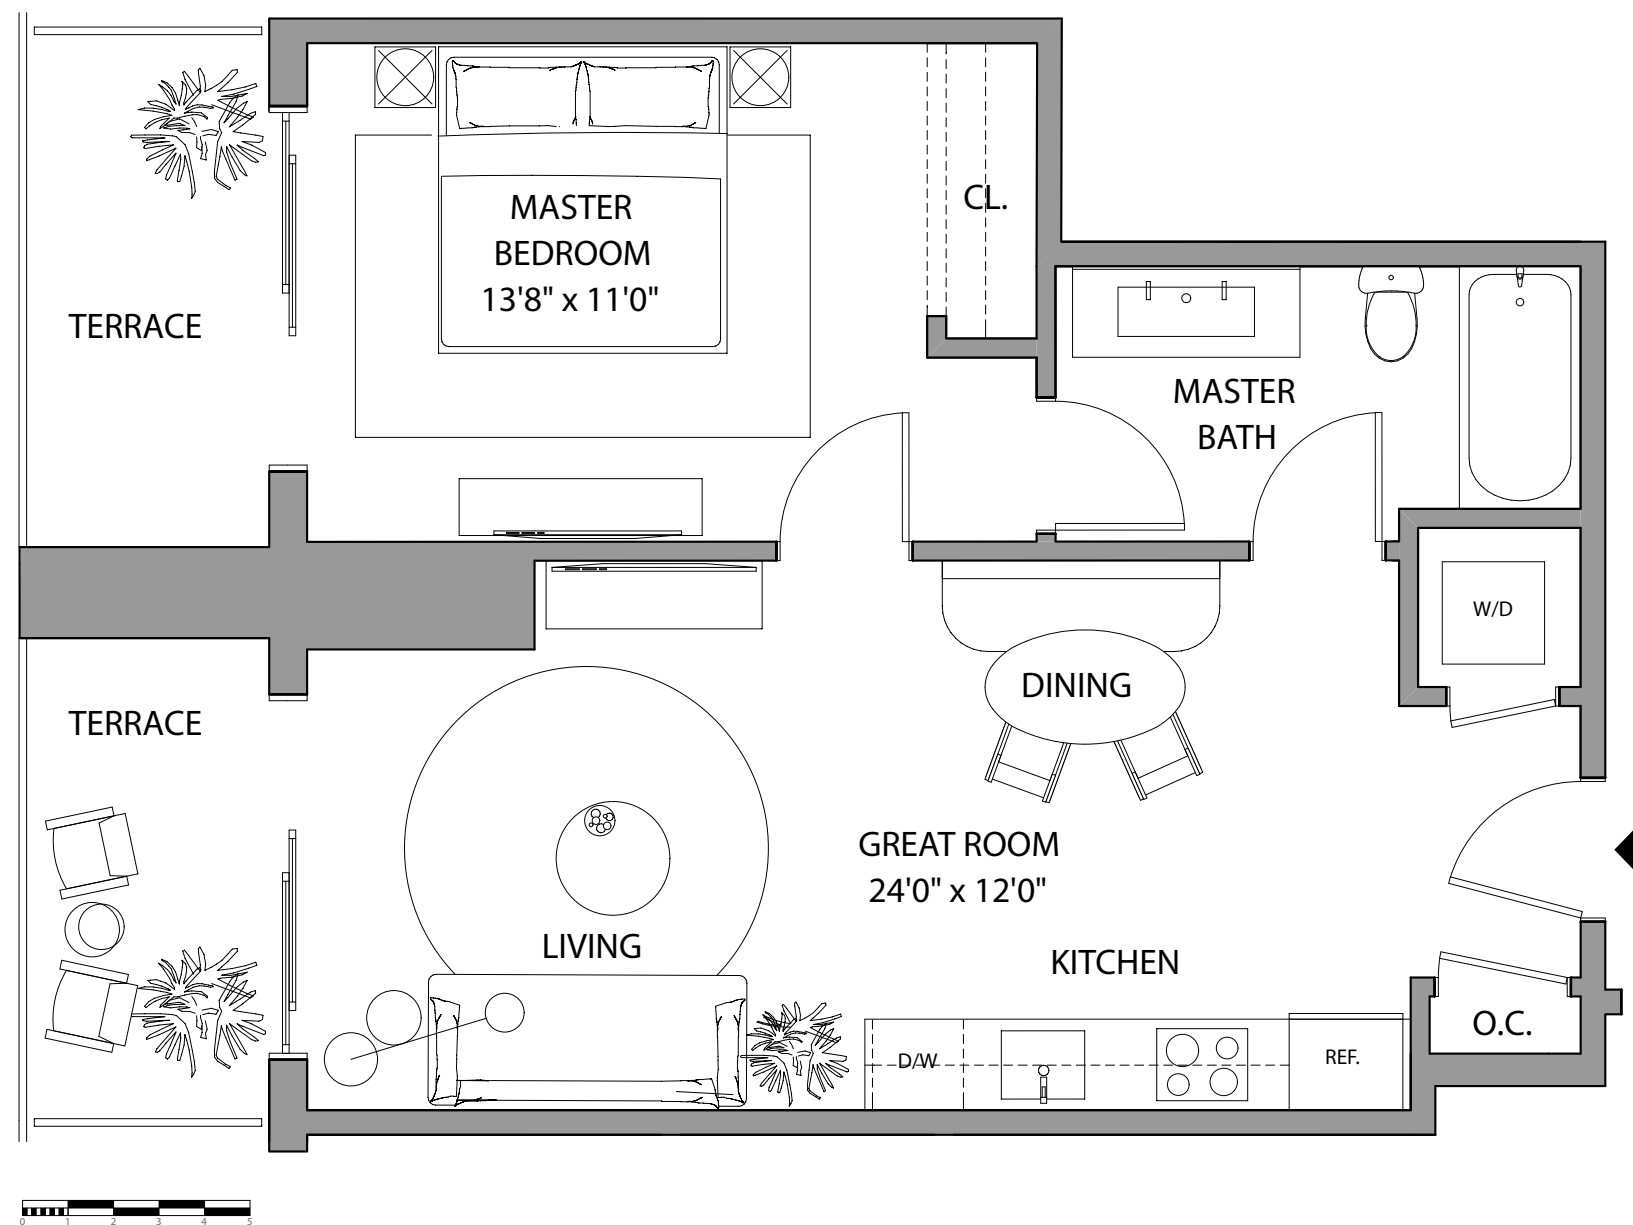 CL.
MASTER
BEDROOM
13'8" x 11'0"
TERRACE
MASTER
BATH
W/D
DINING
TERRACE
GREAT ROOM
24'0" x 12'0"
LIVING
KITCHEN
O.C.
D/W
REF.
0 1 2 3 4 5